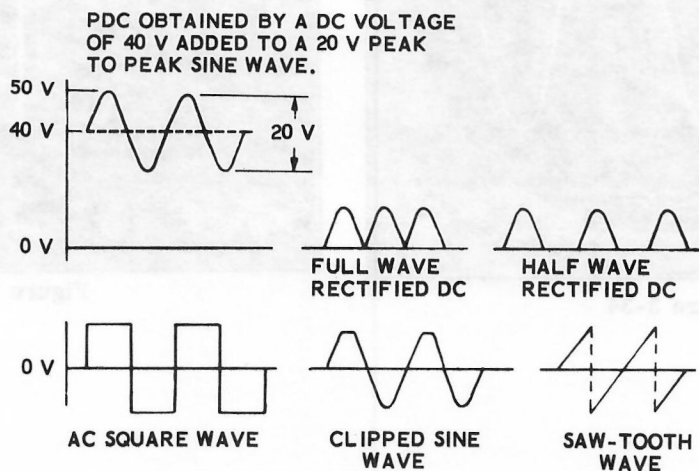 PDC OBTAINED BY A DC VOLTAGE
OF 40 V ADDED TO A 20 V PEAK
TO PEAK SINE WAVE.
50 V
40 V
20 V
0 V
FULL WAVE
RECTIFIED DC
HALF WAVE
RECTIFIED DC
0 V
AC SQUARE WAVE
CLIPPED SINE
WAVE
SAW-TOOTH
WAVE